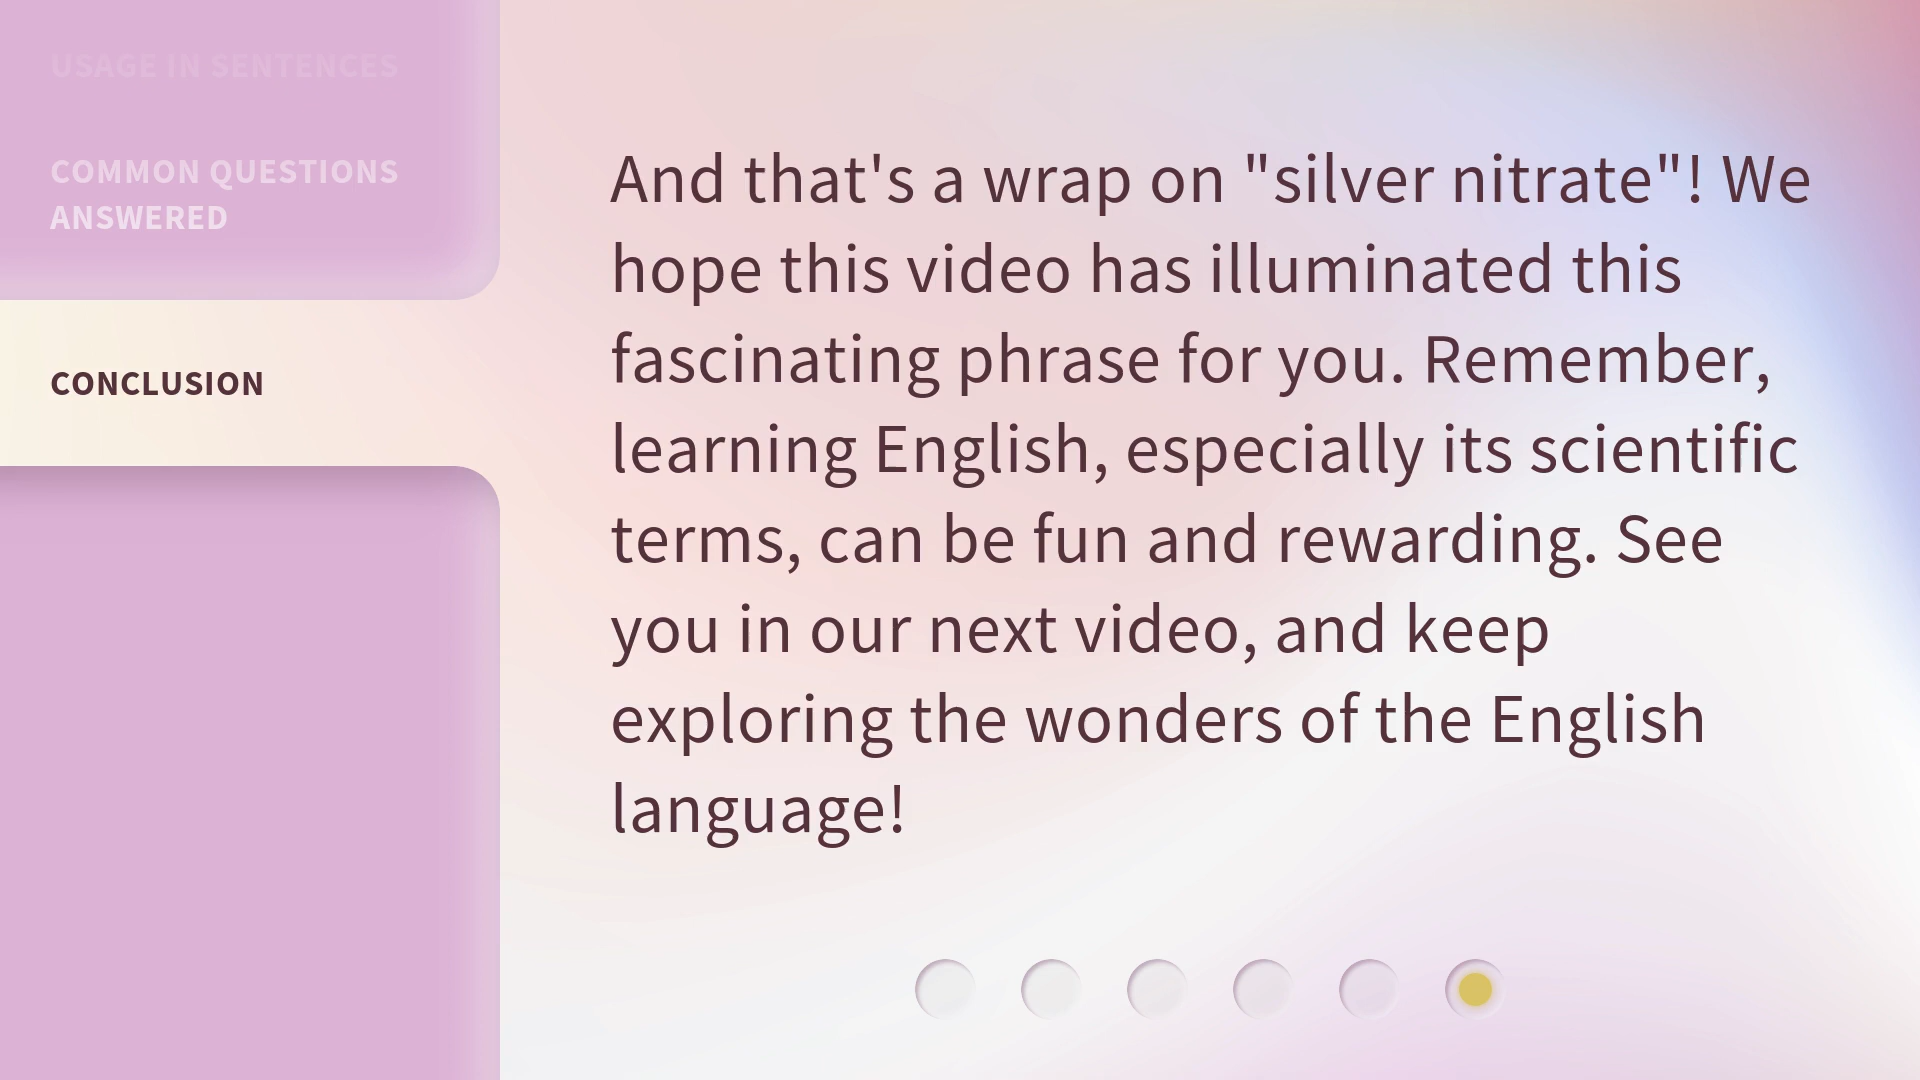 USAGE IN SENTENCES
COMMON QUESTIONS
ANSWERED
CONCLUSION
And that's a wrap on "silver nitrate"! We
hope this video has illuminated this
fascinating phrase for you. Remember,
learning English, especially its scientific
terms, can be fun and rewarding. See
you in our next video, and keep
exploring the wonders of the English
language!